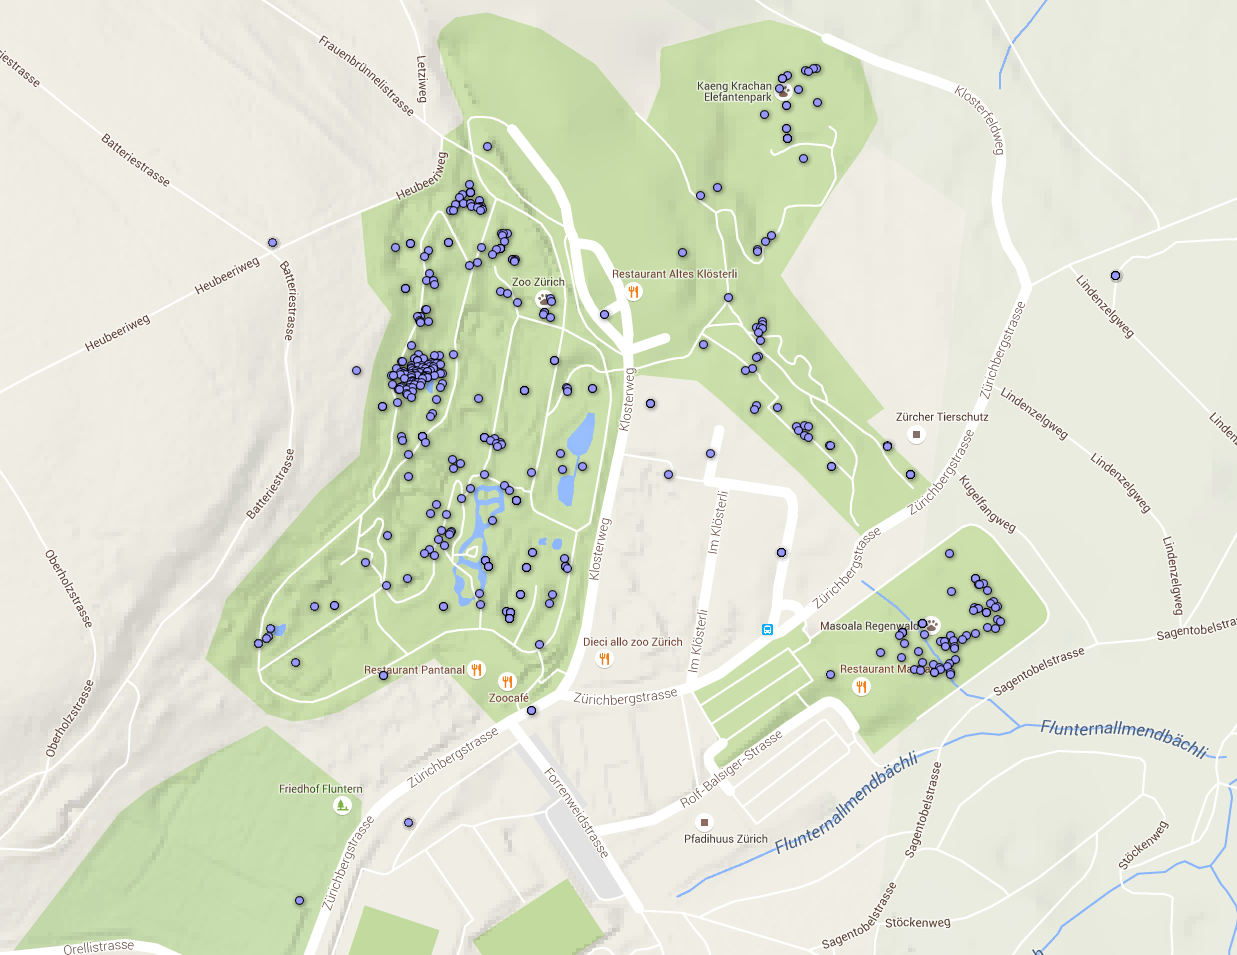 Frauenbrünnelistrasse
Letziweg
Kaeng Krachan
Elefantenpark
Klosterfeldweg
Batteriestrasse
Heubeeriweg
Heubeeriweg
Batteriestrasse
Restaurant Altes Klösterli
Zoo Zürich
Lindenzelgweg
Heubeeriweg
Zürichbergstrasse
Klosterweg
Zürcher Tierschutz
Lindenzelgweg
Batteriestrasse
Lindenzelgweg
Zürichbergstrasse
Kugelfangweg
Im Klösterli
Klosterweg
Zürichbergstrasse
Lindenzelgweg
Oberholzstrasse
Masoala Regenwald
Im Klösterli
Dieci allo zoo Zürich
Restaurant Pantanal
Restaurant Ma
Sagentobelstrasse
Zoocafé
Zürichbergstrasse
Oberholzstrasse
Flunternallmendbächli
Zürichbergstrasse
Rolf-Balsiger-Strasse
Friedhof Fluntern
Forrenweidstrasse
Flunternallmendbächli
Sagentobelstrasse
Pfadihuus Zürich
Stöckenweg
Zürichbergstrasse
Sagentobelstrasse
Stöckenweg
Orellistrasse